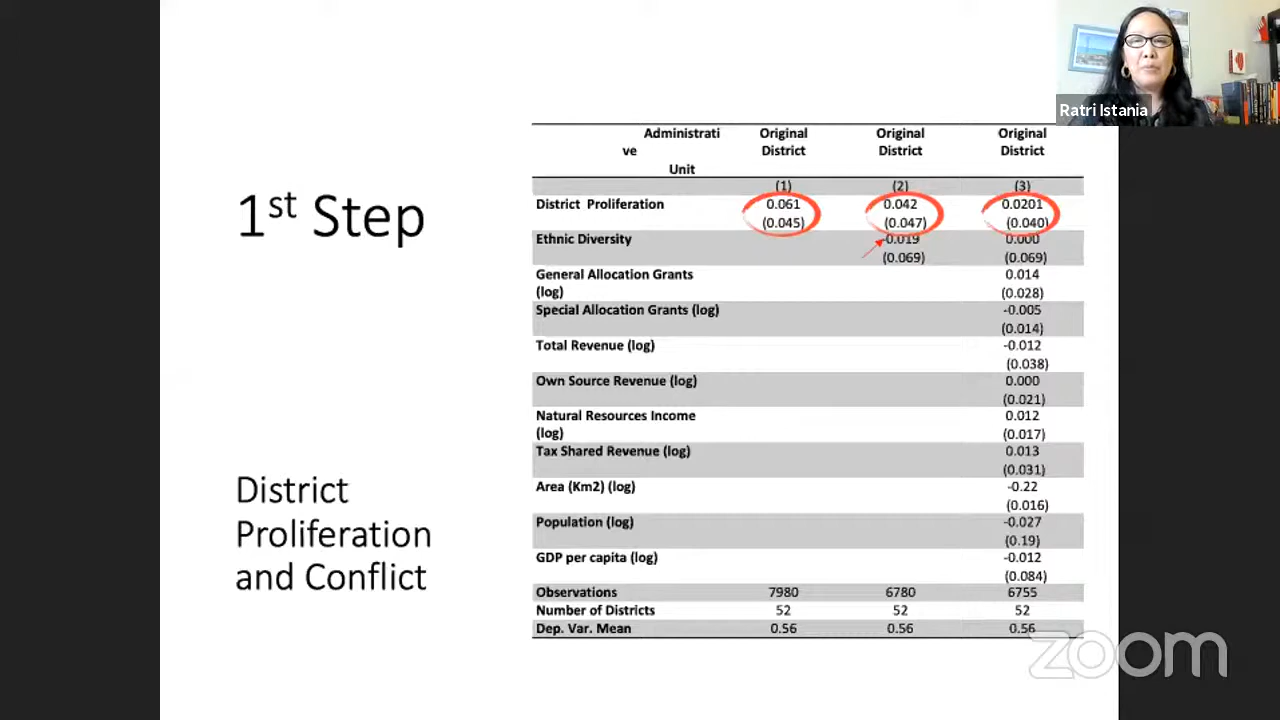 Ratri Istania
1st Step
District
Proliferation
and Conflict
Administrati Original Original Original
ve District District District
Unit
(1) (2) (3)
District Proliferation 0.061 0.042 0.0201
(0.045) (0.047) (0.040)
Ethnic Diversity -0.019 0.000
(0.069) (0.069)
General Allocation Grants 0.014
(log) (0.028)
Special Allocation Grants (log) -0.005
(0.014)
Total Revenue (log) -0.012
(0.038)
Own Source Revenue (log) 0.000
(0.021)
Natural Resources Income 0.012
(log) (0.017)
Tax Shared Revenue (log) 0.013
(0.031)
Area (Km2) (log) -0.22
(0.016)
Population (log) -0.027
(0.19)
GDP per capita (log) -0.012
(0.084)
Observations 7980 6780 6755
Number of Districts 52 52 52
Dep. Var. Mean 0.56 0.56 0.56
zoom